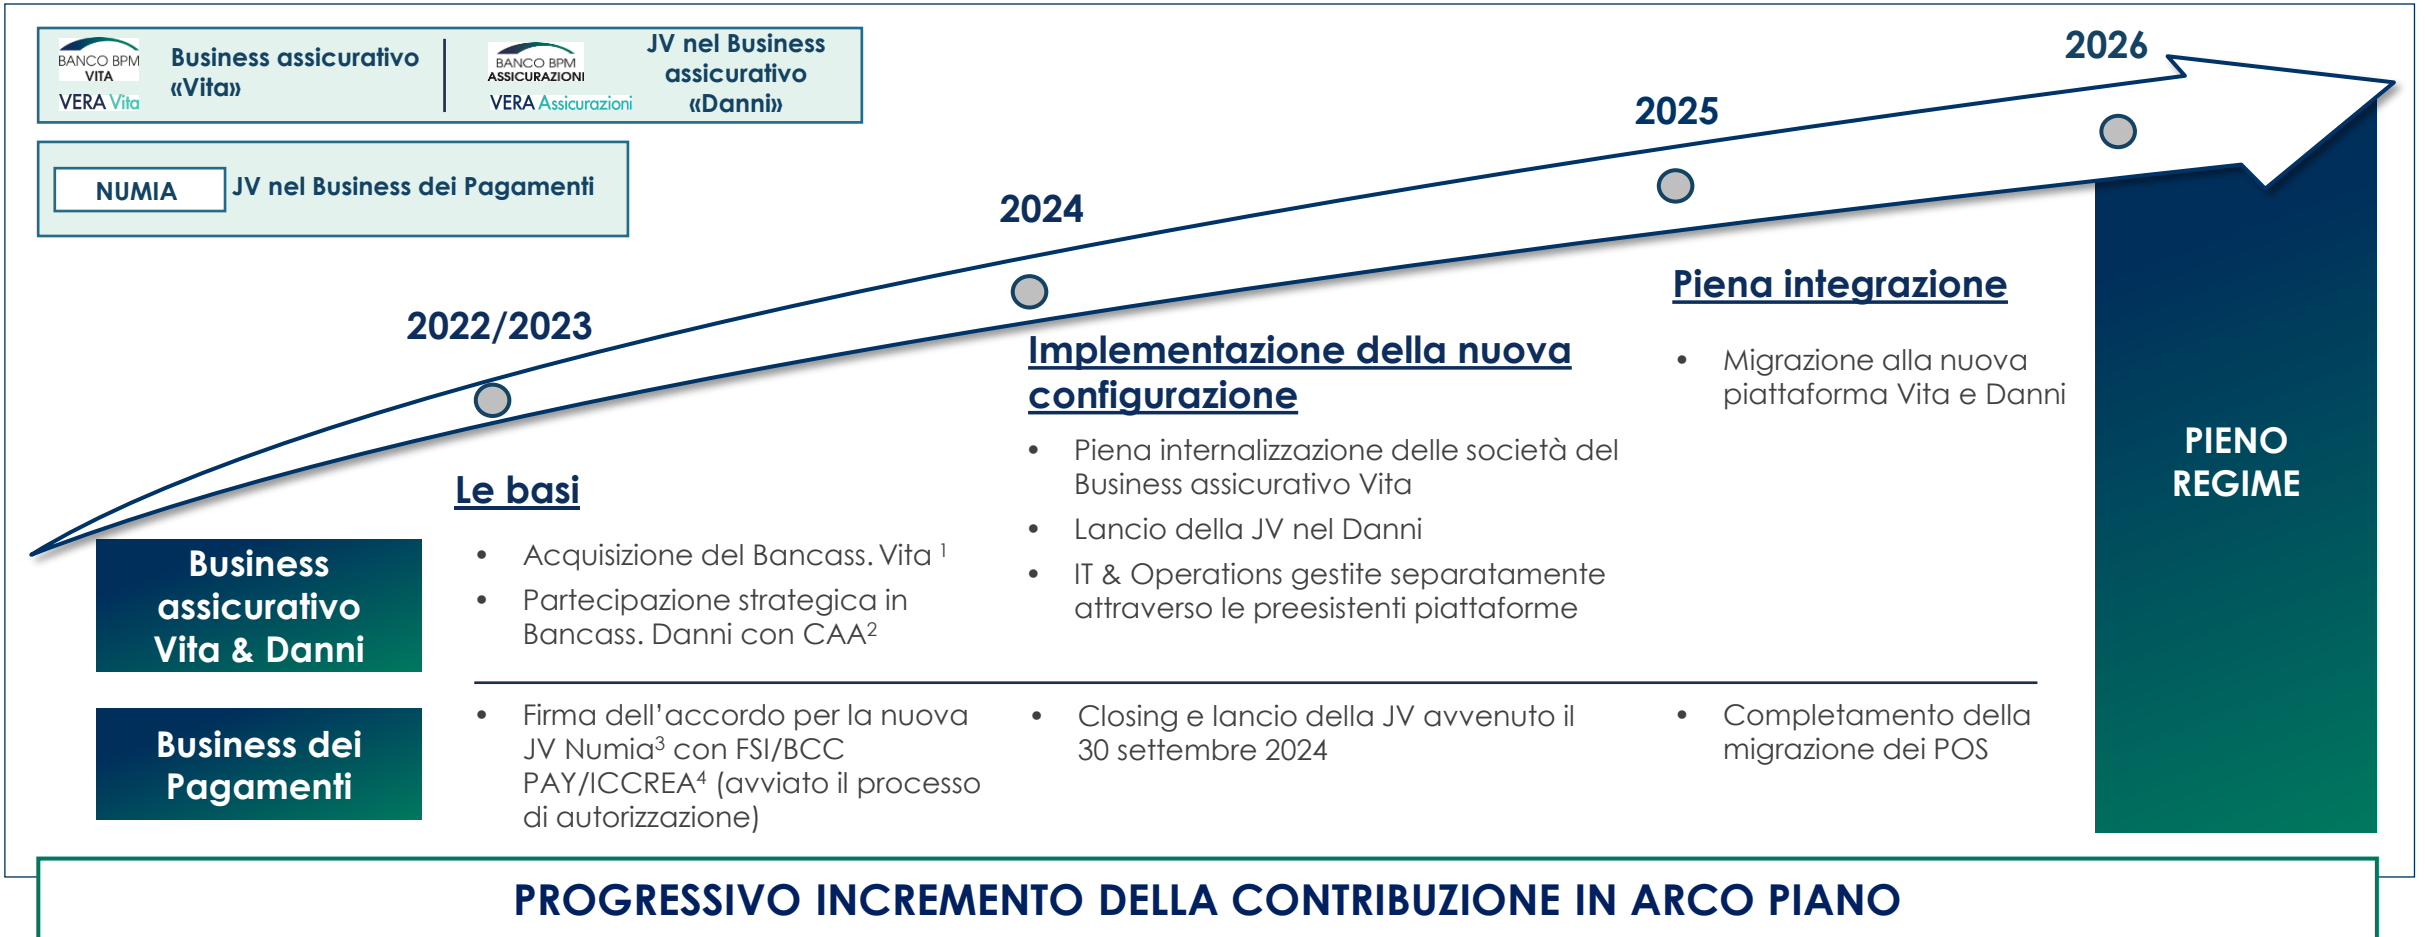 BANCO BPM
VITA
VERA Vita
Business assicurativo
«Vita»
BANCO BPM
ASSICURAZIONI
VERA Assicurazioni
JV nel Business
assicurativo
«Danni»
NUMIA
JV nel Business dei Pagamenti
2022/2023
2024
2025
2026
Le basi
Implementazione della nuova
configurazione
Piena integrazione
Business
assicurativo
Vita & Danni
• Acquisizione del Bancass. Vita ¹
• Partecipazione strategica in
Bancass. Danni con CAA²
• Piena internalizzazione delle società del
Business assicurativo Vita
• Lancio della JV nel Danni
• IT & Operations gestite separatamente
attraverso le preesistenti piattaforme
• Migrazione alla nuova
piattaforma Vita e Danni
Business dei
Pagamenti
• Firma dell’accordo per la nuova
JV Numia³ con FSI/BCC
PAY/ICCREA⁴ (avviato il processo
di autorizzazione)
• Closing e lancio della JV avvenuto il
30 settembre 2024
• Completamento della
migrazione dei POS
PIENO
REGIME
PROGRESSIVO INCREMENTO DELLA CONTRIBUZIONE IN ARCO PIANO